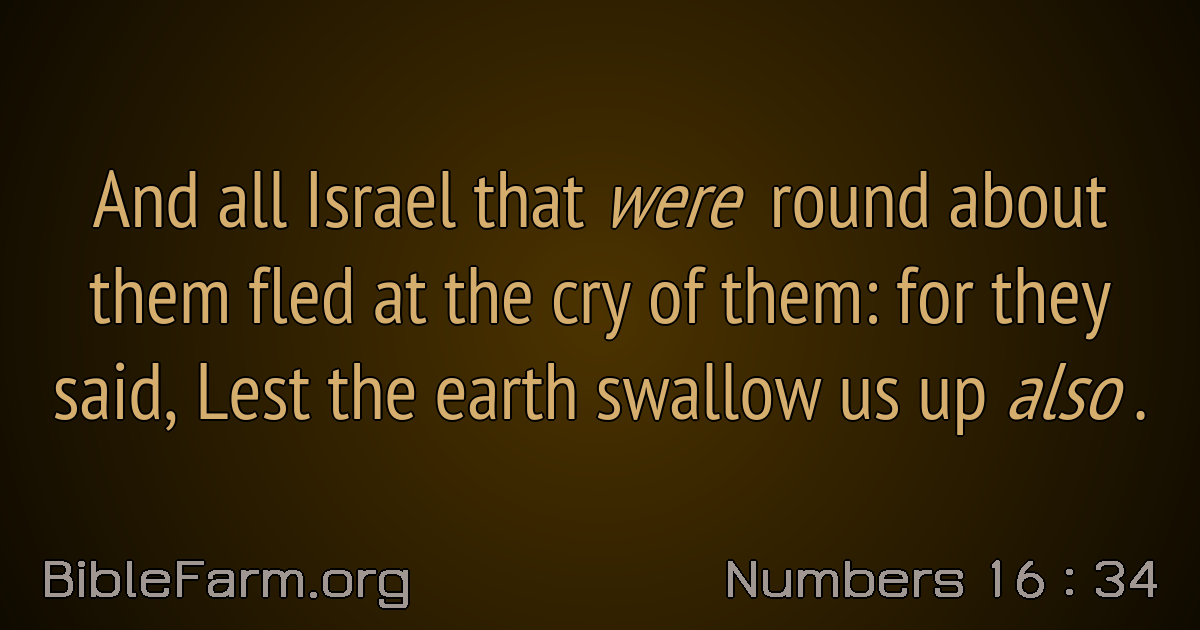 And all Israel that were round about
them fled at the cry of them: for they
said, Lest the earth swallow us up also .
BibleFarm.org
Numbers 16 : 34